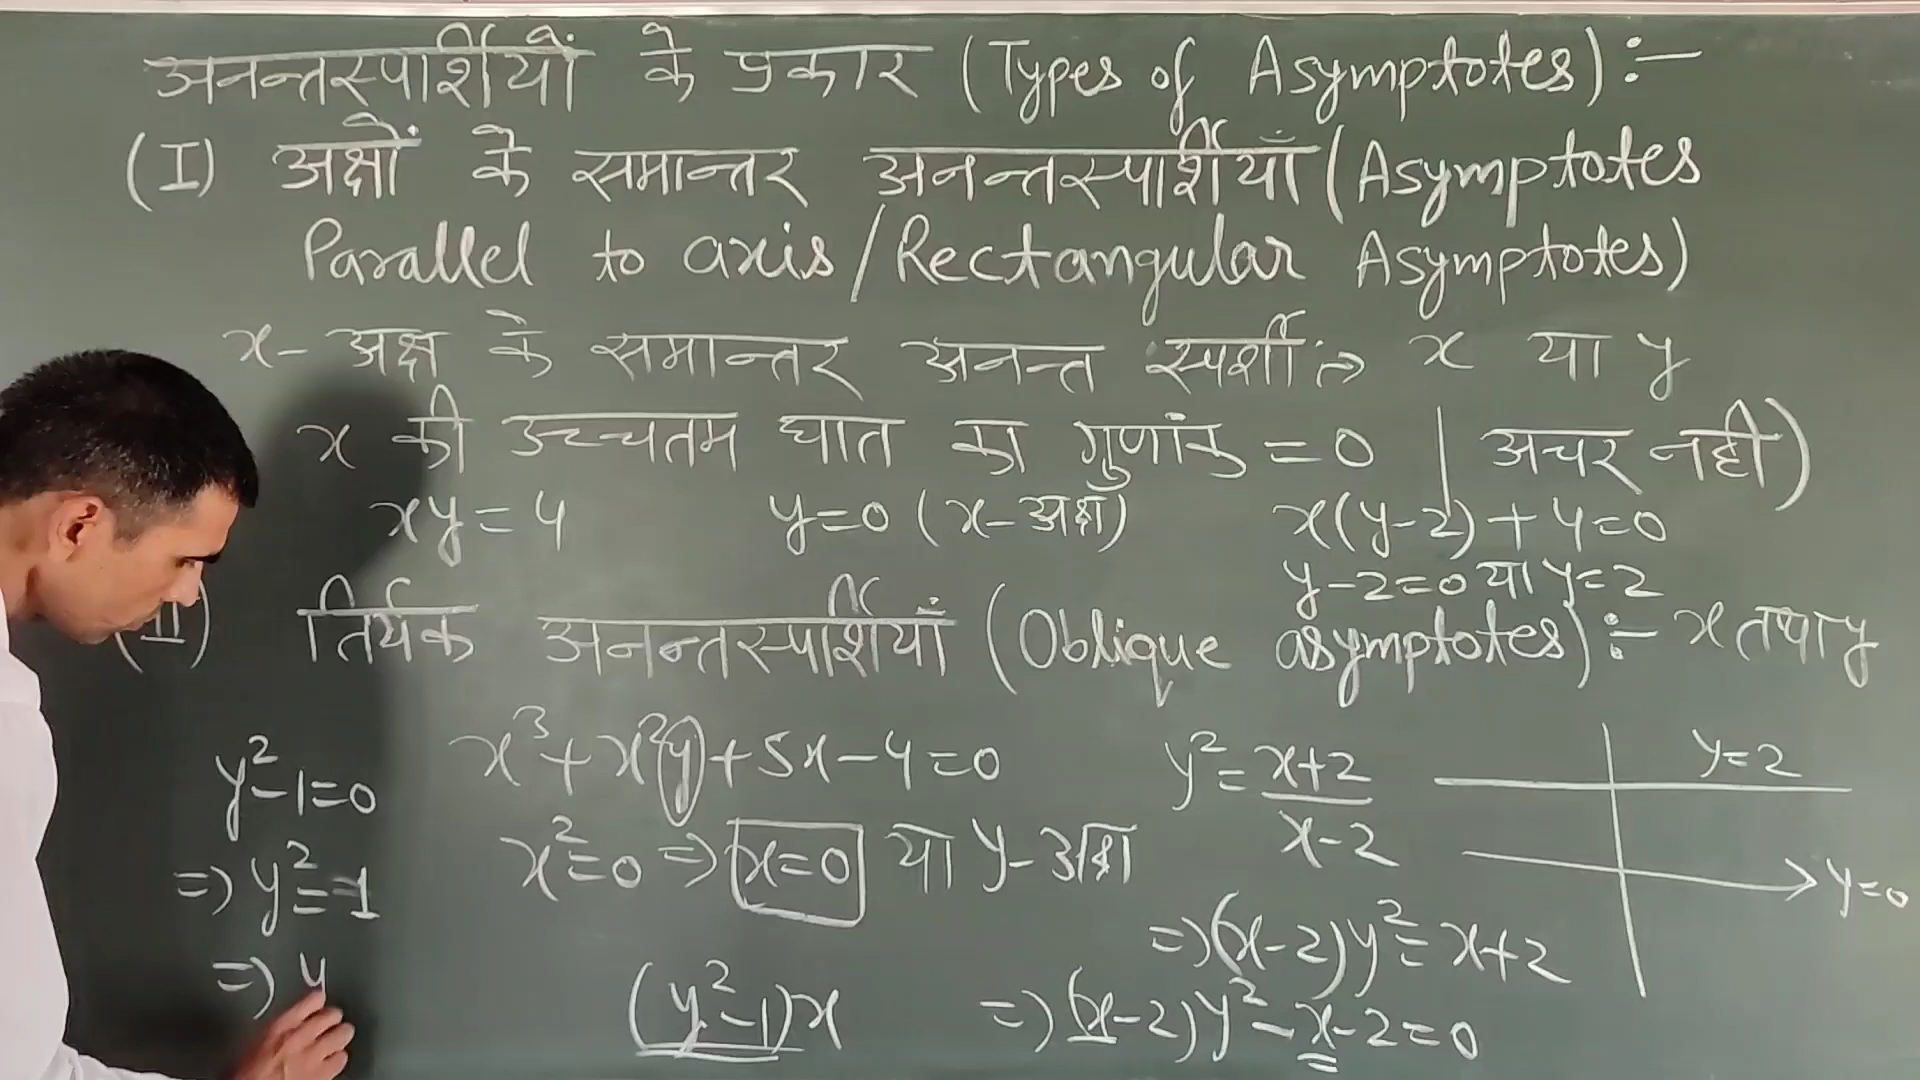 अनन्तस्पर्शियों के प्रकार (Types of Asymptotes) :-
(I) अक्षों के समान्तर अनन्तस्पर्शियाँ (Asymptotes
Parallel to axis/Rectangular Asymptotes)
x- अक्ष के समान्तर अनन्त स्पर्शी :→ x या y
x की उच्चतम घात का गुणांक = 0 | अचर नही)
xy = 4 y=0 (x-अक्ष) x(y-2)+4=0
y-2=0 या y=2
(II) तिर्यक अनन्तस्पर्शियाँ (Oblique asymptotes) :- x तथा y
x³+x²y+5x-4=0
y²-1=0
⇒ y²=1
⇒ y
x²=0 ⇒ x=0 या y-अक्ष
(y²-1)x
y²=(x+2)/(x-2)
⇒(x-2)y²=x+2
⇒(x-2)y²-x-2=0
y=2
y=0